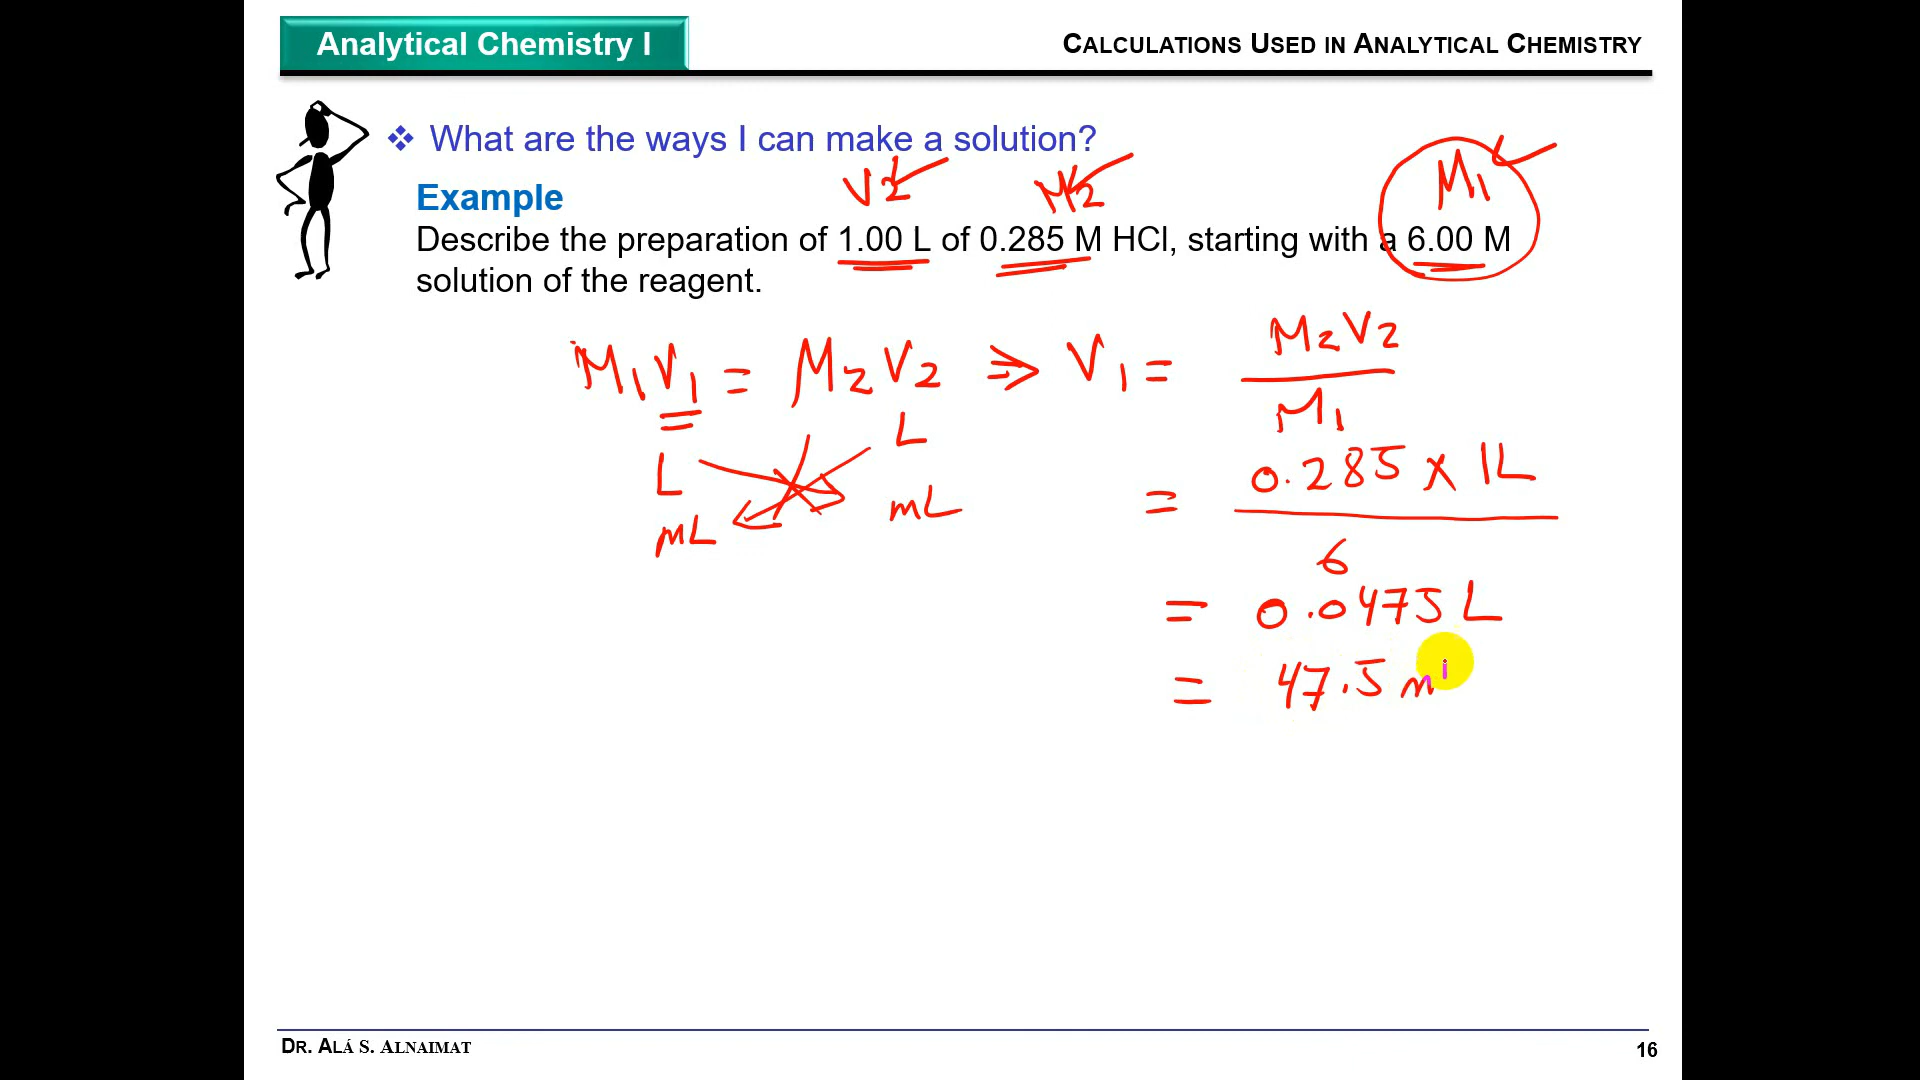 Analytical Chemistry I
CALCULATIONS USED IN ANALYTICAL CHEMISTRY
❖ What are the ways I can make a solution?
V2 M2 M1
Example
Describe the preparation of 1.00 L of 0.285 M HCl, starting with a 6.00 M
solution of the reagent.
M1V1 = M2V2 ⇒ V1 = M2V2 / M1
L L
mL mL
= 0.285 × 1L / 6
= 0.0475 L
= 47.5 m
DR. ALÁ S. ALNAIMAT
16